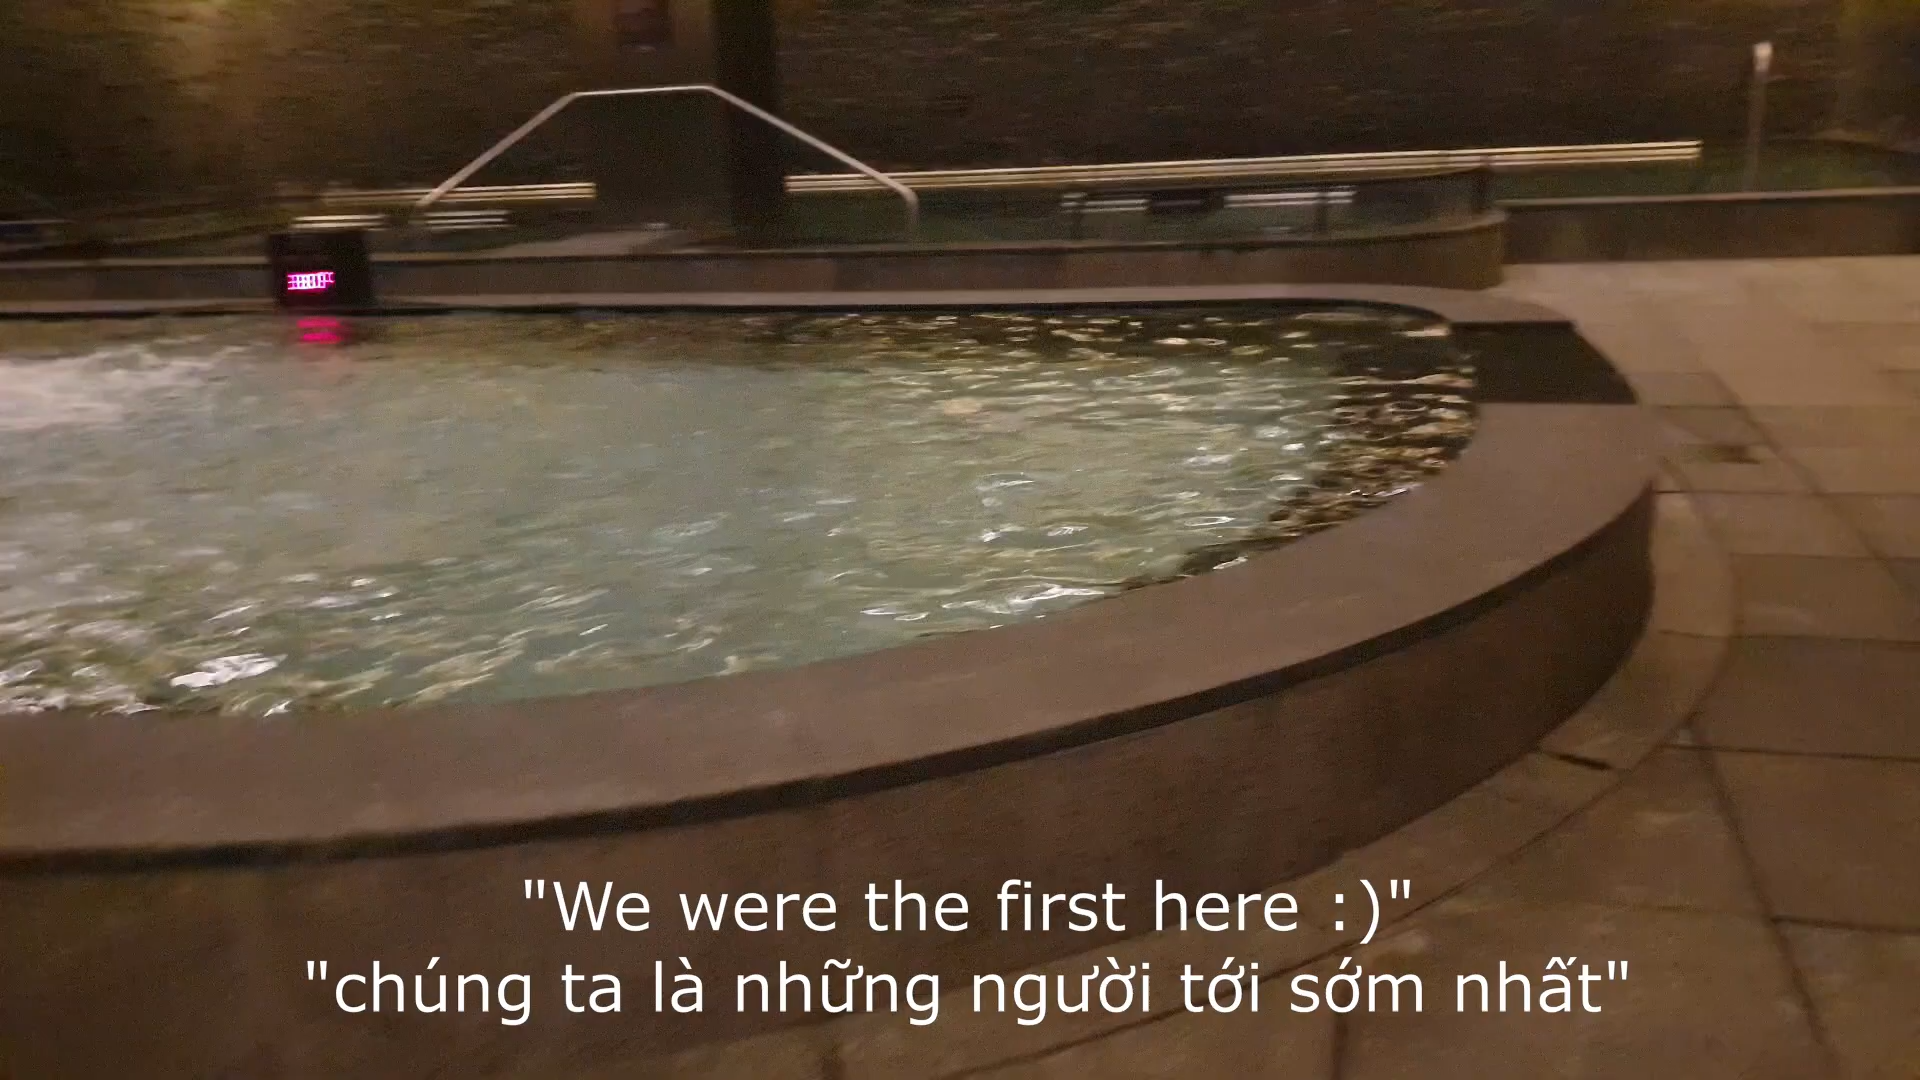 "We were the first here :)"
"chúng ta là những người tới sớm nhất"